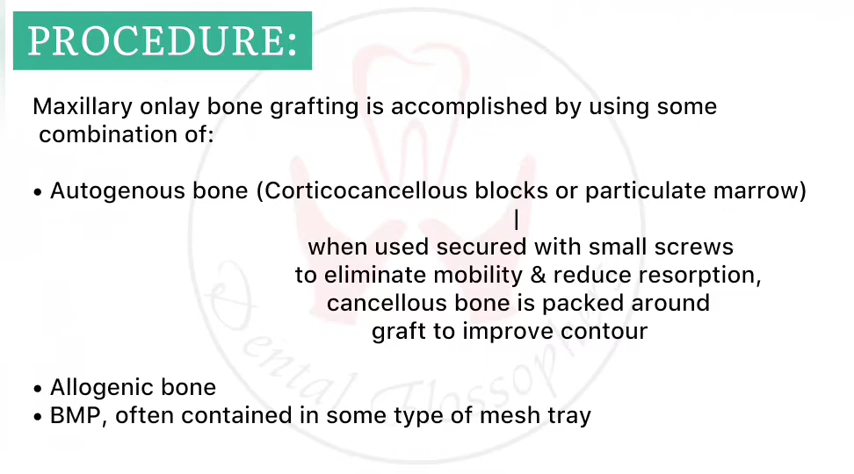 PROCEDURE:
Maxillary onlay bone grafting is accomplished by using some
combination of:
• Autogenous bone (Corticocancellous blocks or particulate marrow)
|
when used secured with small screws
to eliminate mobility & reduce resorption,
cancellous bone is packed around
graft to improve contour
• Allogenic bone
• BMP, often contained in some type of mesh tray
Dental Flossophers